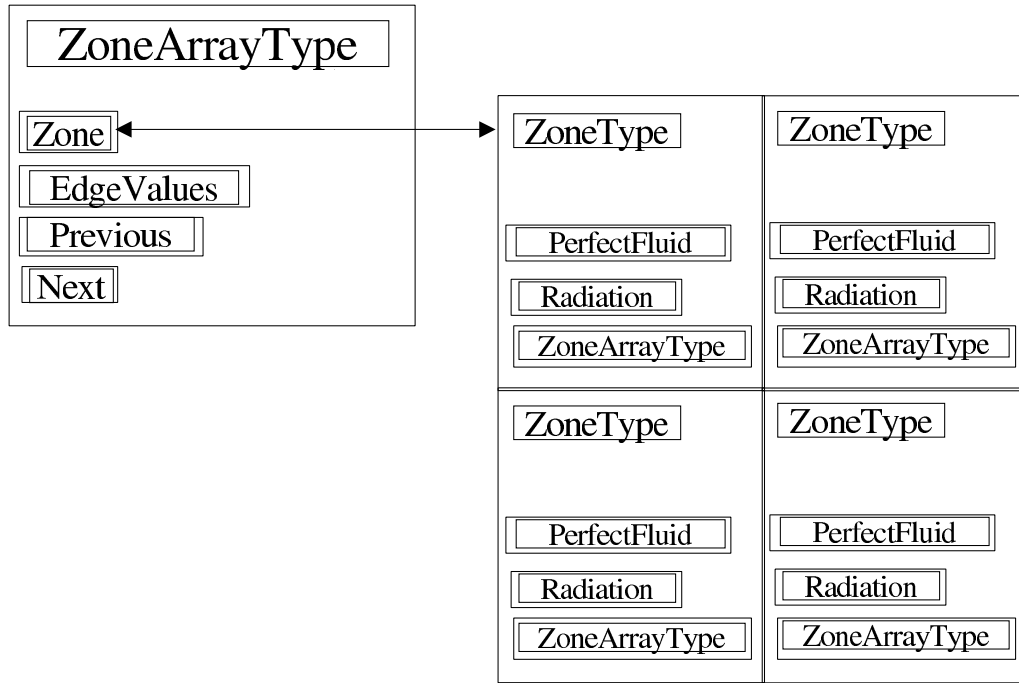 ZoneArrayType
Zone
EdgeValues
Previous
Next
ZoneType
PerfectFluid
Radiation
ZoneArrayType
ZoneType
PerfectFluid
Radiation
ZoneArrayType
ZoneType
PerfectFluid
Radiation
ZoneArrayType
ZoneType
PerfectFluid
Radiation
ZoneArrayType